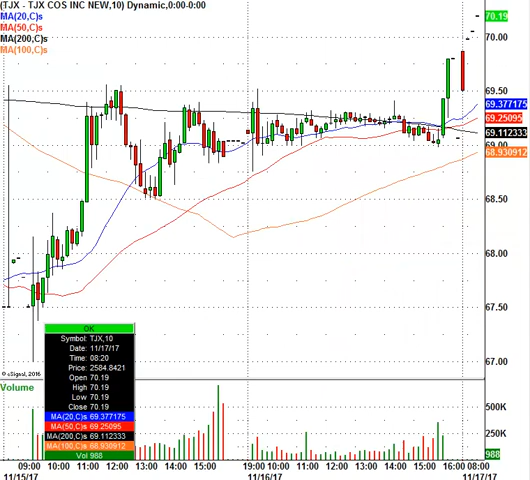 (TJX - TJX COS INC NEW,10) Dynamic,0:00-0:00
MA(20,C)s
MA(50,C)s
MA(200,C)s
MA(100,C)s
70.19
70.00
69.50
69.377175
69.25095
69.112333
69.00
68.930912
68.50
68.00
67.50
67.00
OK
Symbol: TJX,10
Date: 11/17/17
Time: 08:20
Price: 2584.8421
Open 70.19
High 70.19
Low 70.19
Close 70.19
MA(20,C)s 69.377175
MA(50,C)s 69.25095
MA(200,C)s 69.112333
MA(100,C)s 68.930912
Vol 988
© eSignal, 2016
Volume
500K
250K
988
09:00 10:00 11:00 12:00 13:00 14:00 15:00 19:00 09:00 10:00 11:00 12:00 13:00 14:00 15:00 16:00 08:00
11/15/17 11/16/17 11/17/17